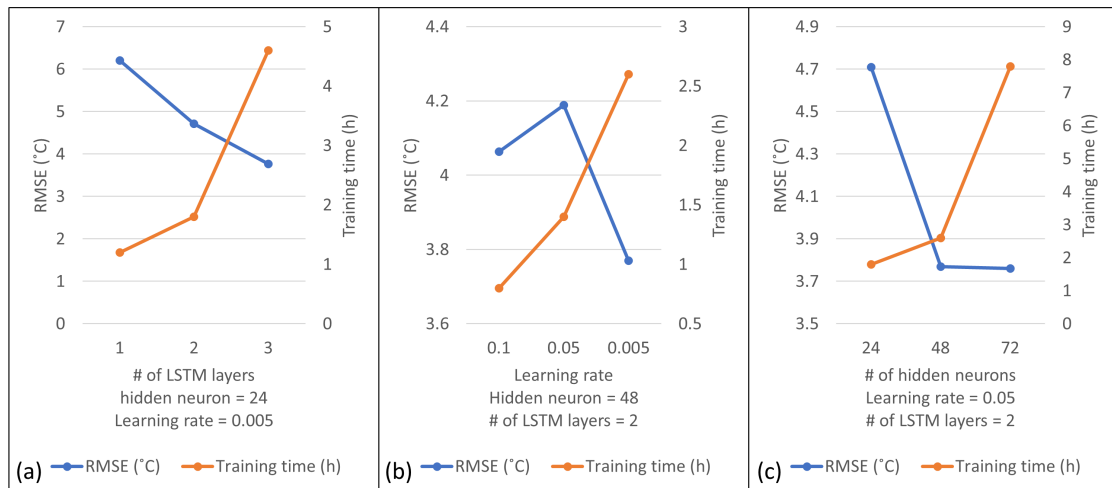 7
6
5
4
3
2
1
0
RMSE (˚C)
5
4
3
2
1
0
Training time (h)
1 2 3
# of LSTM layers
hidden neuron = 24
Learning rate = 0.005
(a)
RMSE (˚C) Training time (h)
4.4
4.2
4
3.8
3.6
RMSE (˚C)
3
2.5
2
1.5
1
0.5
Training time (h)
0.1 0.05 0.005
Learning rate
Hidden neuron = 48
# of LSTM layers = 2
(b)
RMSE (˚C) Training time (h)
4.9
4.7
4.5
4.3
4.1
3.9
3.7
3.5
RMSE (˚C)
9
8
7
6
5
4
3
2
1
0
Training time (h)
24 48 72
# of hidden neurons
Learning rate = 0.05
# of LSTM layers = 2
(c)
RMSE (˚C) Training time (h)